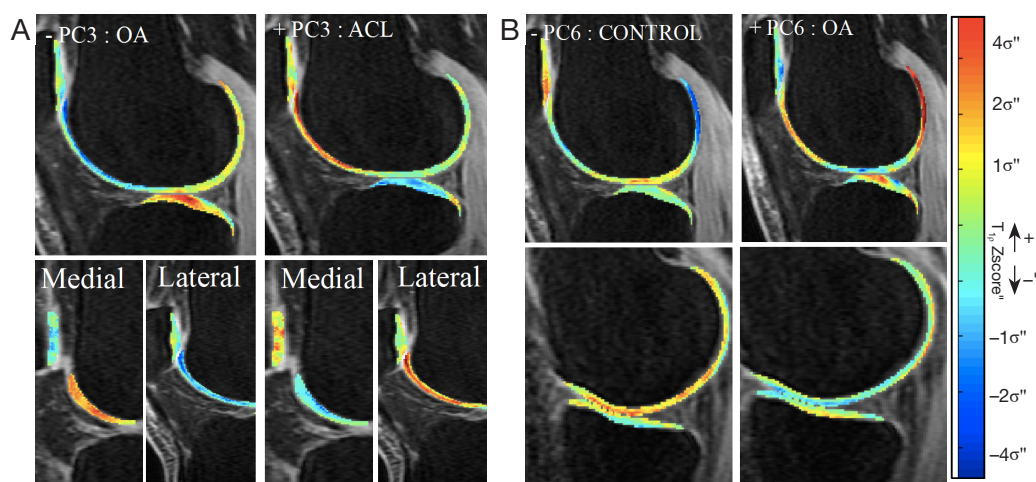 A
- PC3 : OA
+ PC3 : ACL
Medial
Lateral
Medial
Lateral
B
- PC6 : CONTROL
+ PC6 : OA
4σ"
2σ"
1σ"
T1ρ Zscore"
+
-"
-1σ"
-2σ"
-4σ"